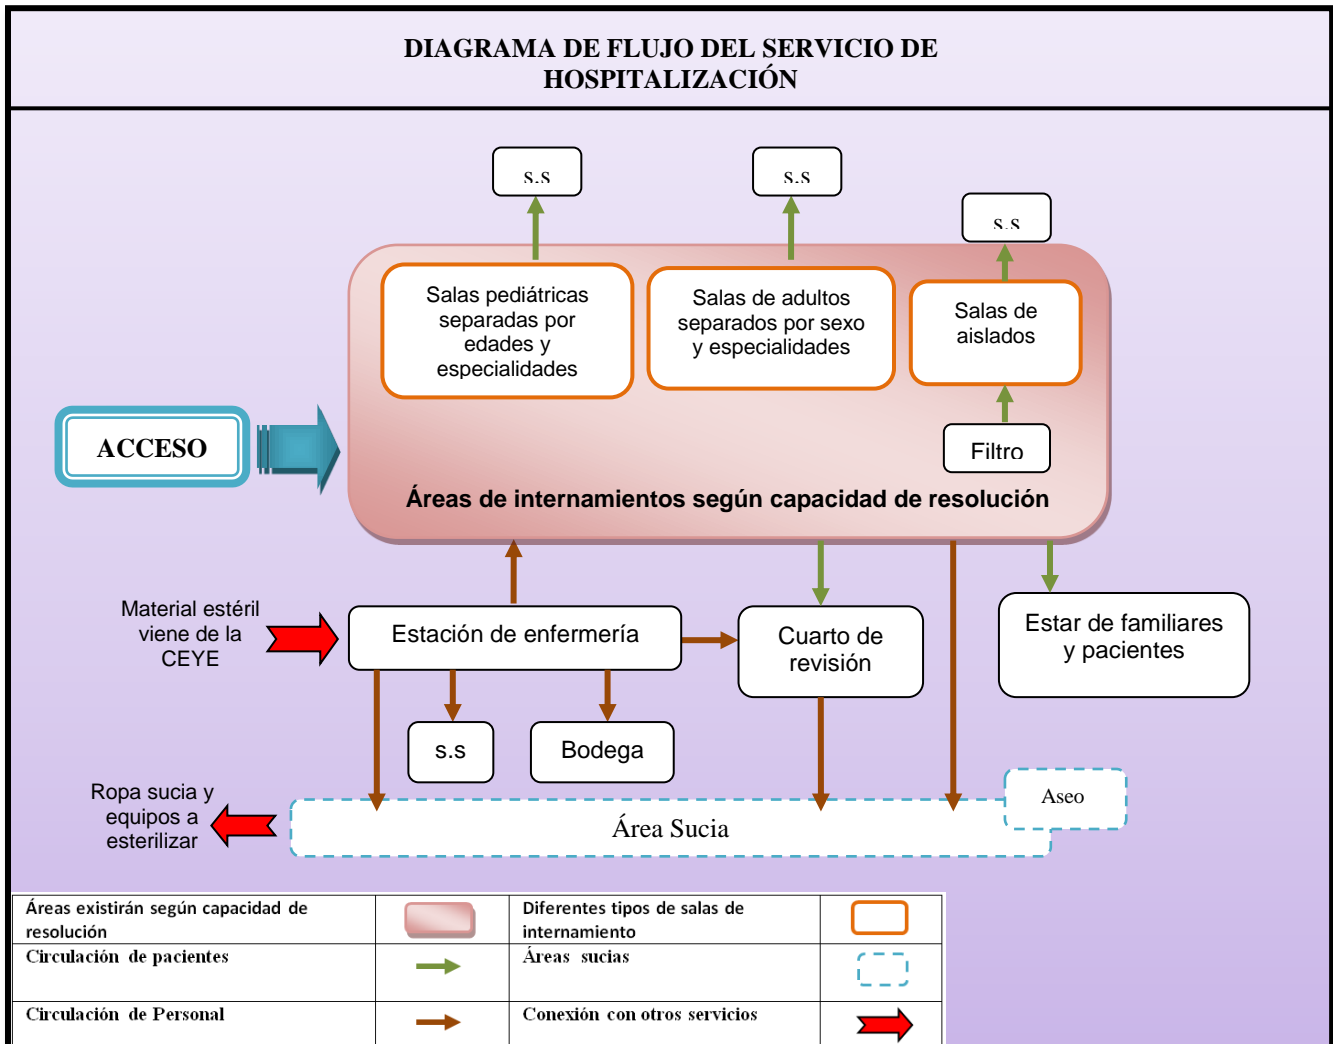 DIAGRAMA DE FLUJO DEL SERVICIO DE
HOSPITALIZACIÓN
s.s
s.s
s.s
Salas pediátricas
separadas por
edades y
especialidades
Salas de adultos
separados por sexo
y especialidades
Salas de
aislados
ACCESO
Filtro
Áreas de internamientos según capacidad de resolución
Material estéril
viene de la
CEYE
Estación de enfermería
Cuarto de
revisión
Estar de familiares
y pacientes
s.s
Bodega
Ropa sucia y
equipos a
esterilizar
Área Sucia
Aseo
Áreas existirán según capacidad de
resolución
Diferentes tipos de salas de
internamiento
Circulación de pacientes
Áreas sucias
Circulación de Personal
Conexión con otros servicios